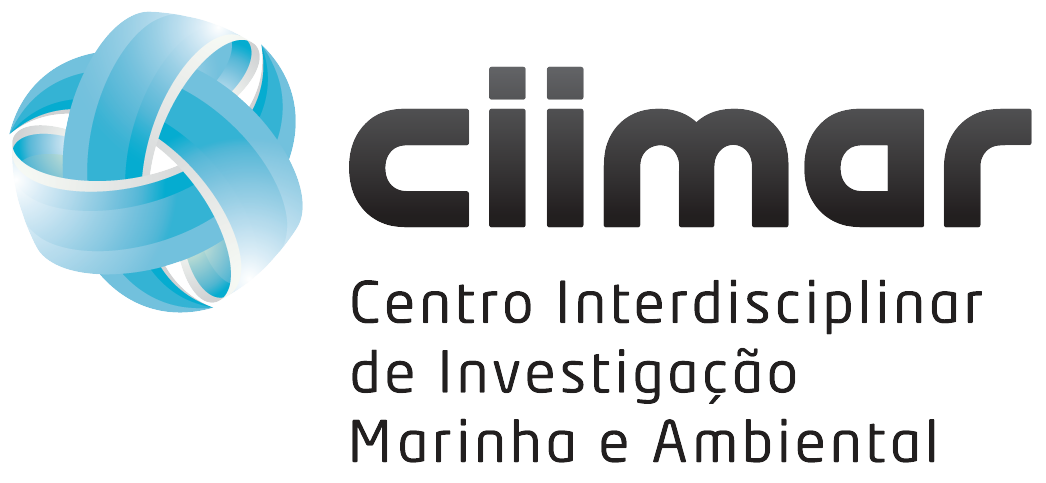 ciimar
Centro Interdisciplinar
de Investigação
Marinha e Ambiental